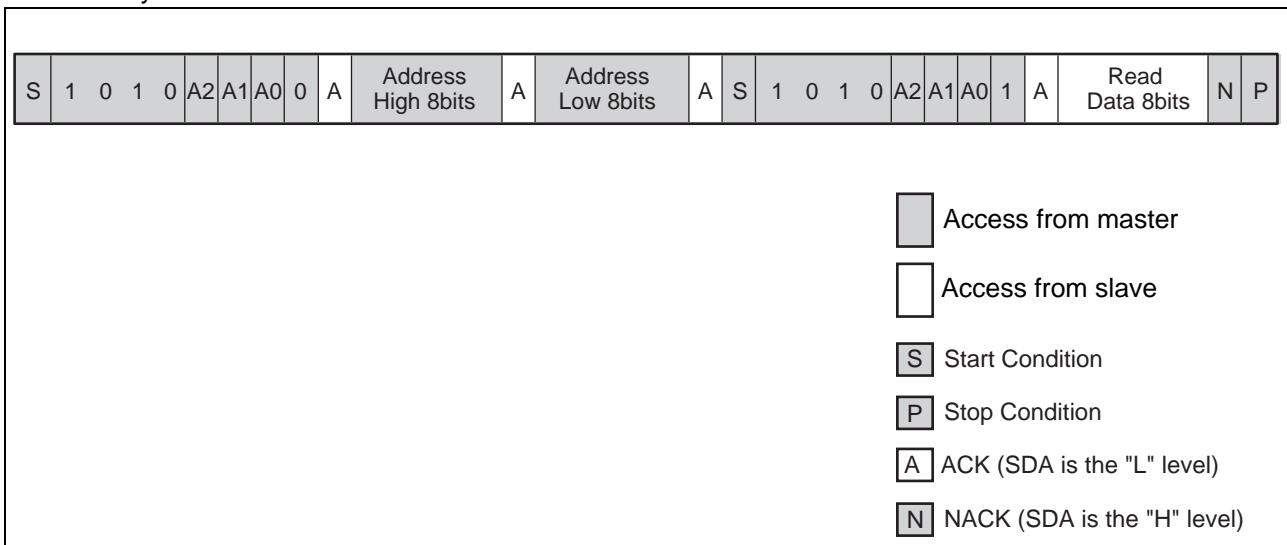 S 1 0 1 0 A2 A1 A0 0 A Address High 8bits A Address Low 8bits A S 1 0 1 0 A2 A1 A0 1 A Read Data 8bits N P
Access from master
Access from slave
S Start Condition
P Stop Condition
A ACK (SDA is the "L" level)
N NACK (SDA is the "H" level)